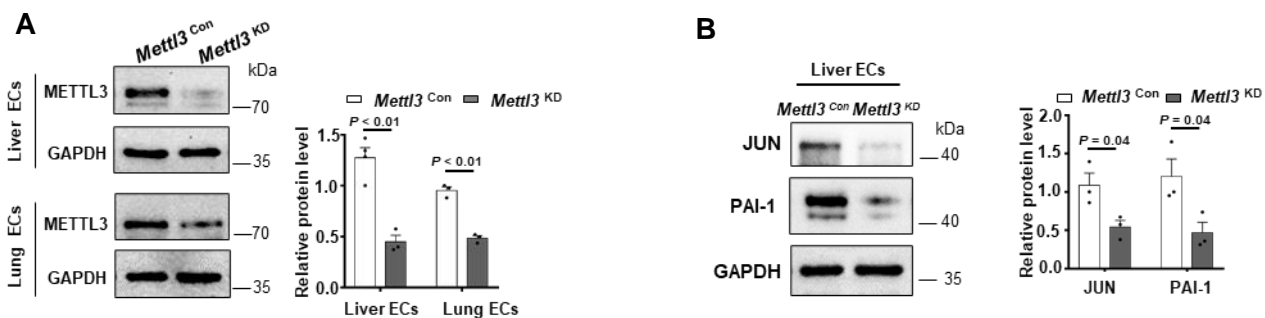 A
Mettl3 Con Mettl3 KD
kDa
Liver ECs
METTL3
70
GAPDH
35
Lung ECs
METTL3
70
GAPDH
35
Mettl3 Con Mettl3 KD
Relative protein level
1.5
1.0
0.5
0.0
P < 0.01
P < 0.01
Liver ECs Lung ECs
B
Liver ECs
Mettl3 Con Mettl3 KD
kDa
JUN
40
PAI-1
40
GAPDH
35
Mettl3 Con Mettl3 KD
Relative protein level
2.0
1.5
1.0
0.5
0.0
P = 0.04
P = 0.04
JUN PAI-1